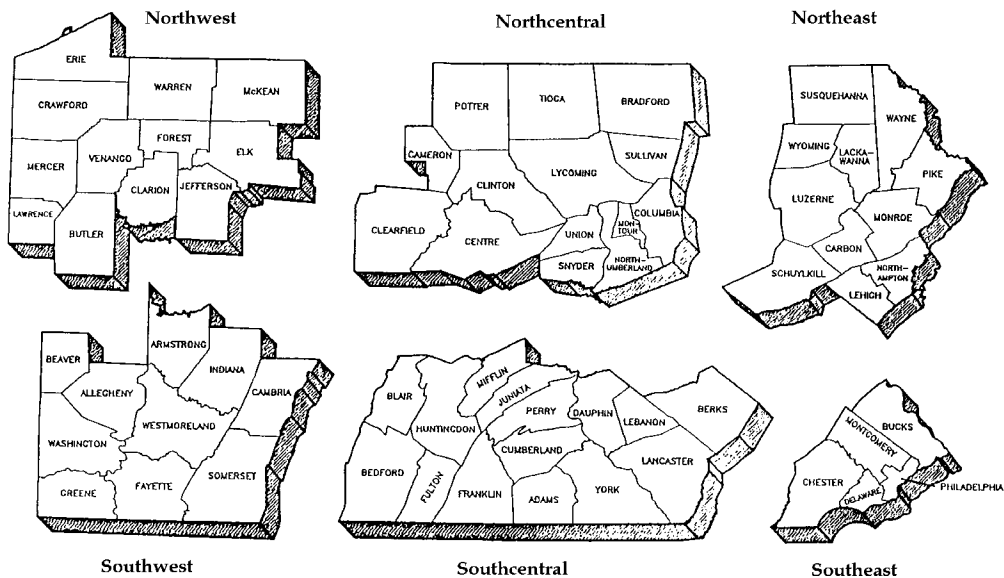 Northwest
ERIE
CRAWFORD
WARREN
McKEAN
FOREST
ELK
MERCER
VENANGO
CLARION
JEFFERSON
LAWRENCE
BUTLER
Northcentral
POTTER
TIOGA
BRADFORD
CAMERON
SULLIVAN
CLINTON
LYCOMING
CLEARFIELD
CENTRE
UNION
MON-
TOUR
COLUMBIA
SNYDER
NORTH-
UMBERLAND
Northeast
SUSQUEHANNA
WAYNE
WYOMING
LACKA-
WANNA
PIKE
LUZERNE
MONROE
CARBON
SCHUYLKILL
NORTH-
AMPTON
LEHIGH
BEAVER
ARMSTRONG
INDIANA
ALLEGHENY
CAMBRIA
WESTMORELAND
WASHINGTON
SOMERSET
GREENE
FAYETTE
Southwest
BLAIR
MIFFLIN
JUNIATA
PERRY
DAUPHIN
LEBANON
BERKS
HUNTINGDON
CUMBERLAND
LANCASTER
BEDFORD
FULTON
FRANKLIN
ADAMS
YORK
Southcentral
BUCKS
MONTGOMERY
CHESTER
DELAWARE
PHILADELPHIA
Southeast